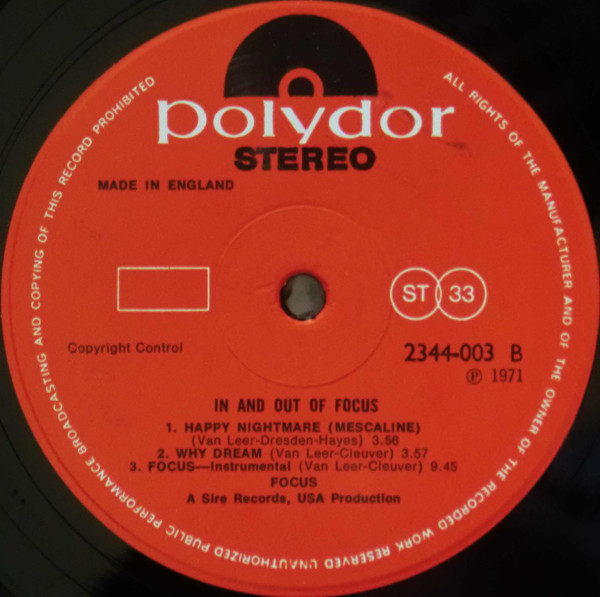 polydor
STEREO
MADE IN ENGLAND
ST 33
Copyright Control
2344-003 B
Ⓟ 1971
IN AND OUT OF FOCUS
1. HAPPY NIGHTMARE (MESCALINE)
(Van Leer-Dresden-Hayes) 3.56
2. WHY DREAM (Van Leer-Cleuver) 3.57
3. FOCUS—Instrumental (Van Leer-Cleuver) 9.45
FOCUS
A Sire Records, USA Production
ALL RIGHTS OF THE MANUFACTURER AND OF THE OWNER OF THE RECORDED WORK RESERVED UNAUTHORIZED PUBLIC PERFORMANCE BROADCASTING AND COPYING OF THIS RECORD PROHIBITED